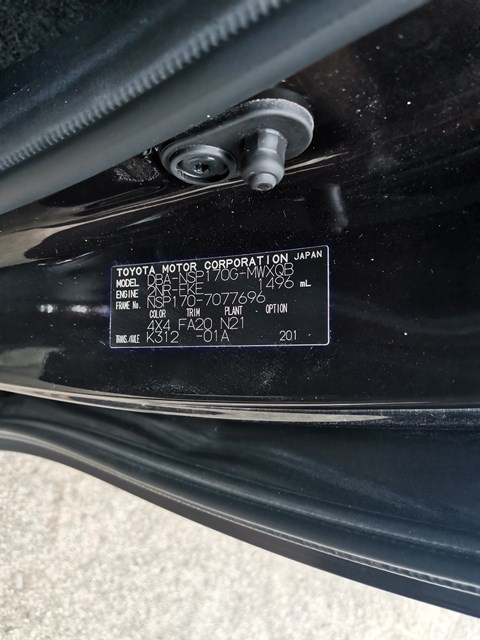 TOYOTA MOTOR CORPORATION JAPAN
MODEL DBA-NSP170G-MWXQB
ENGINE 2NR-FKE 1496 mL
FRAME No. NSP170-7077696
COLOR TRIM PLANT OPTION
4X4 FA20 N21
TRANS/AXLE K312 -01A 201